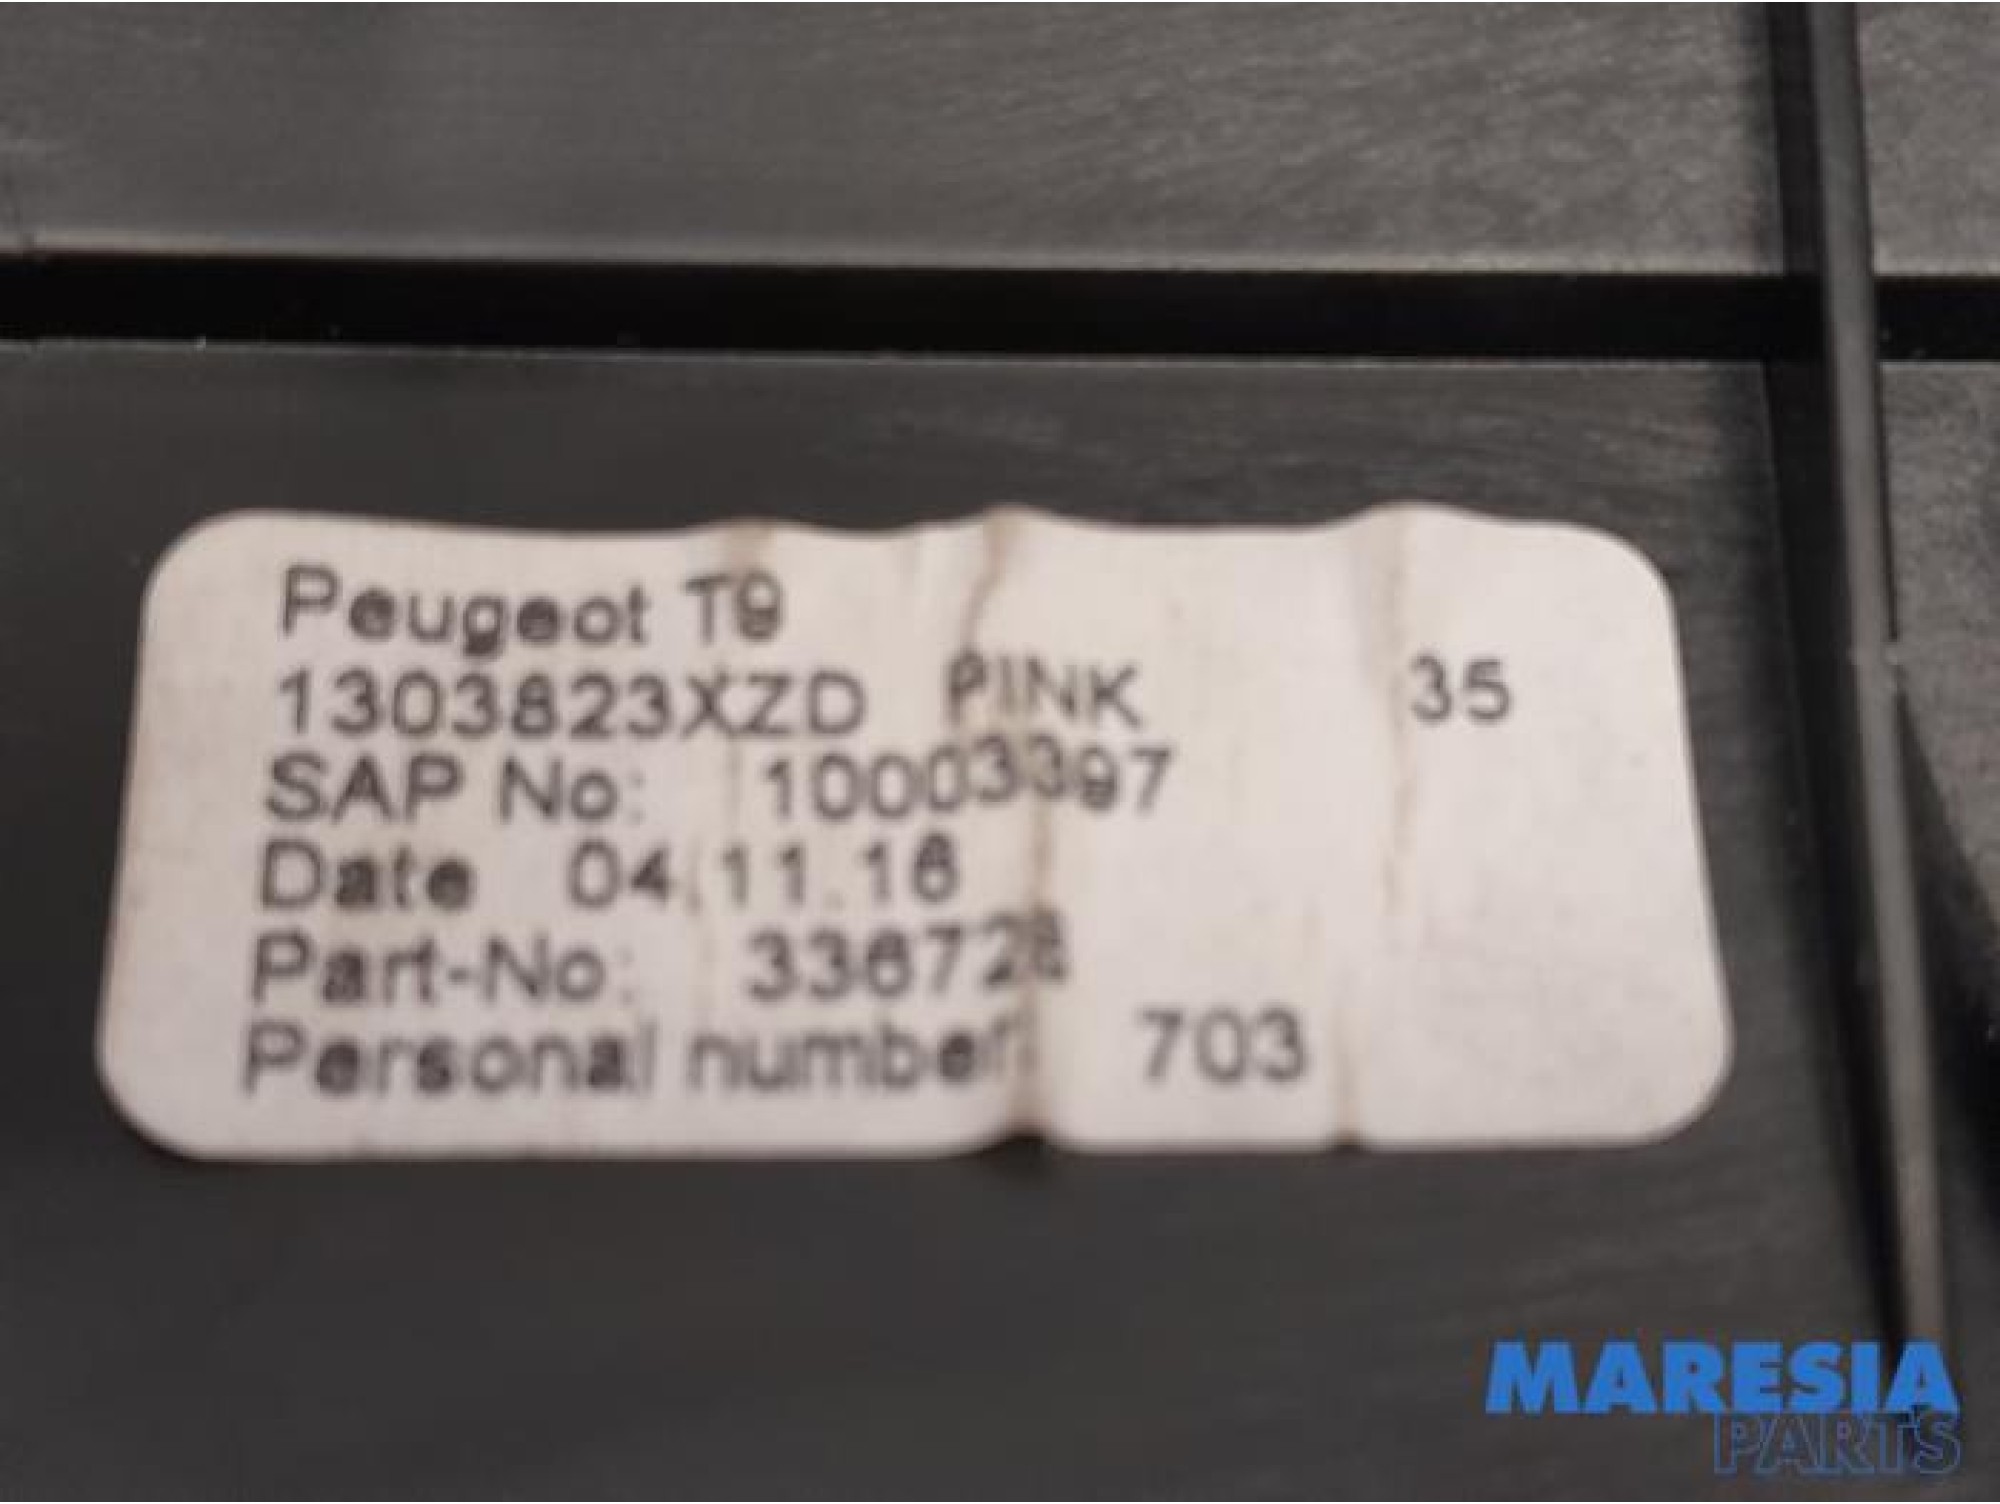 Peugeot T9
1303823XZD PINK 35
SAP No: 10003397
Date 04.11.16
Part-No: 336728
Personal number 703
MARESIA
PARTS